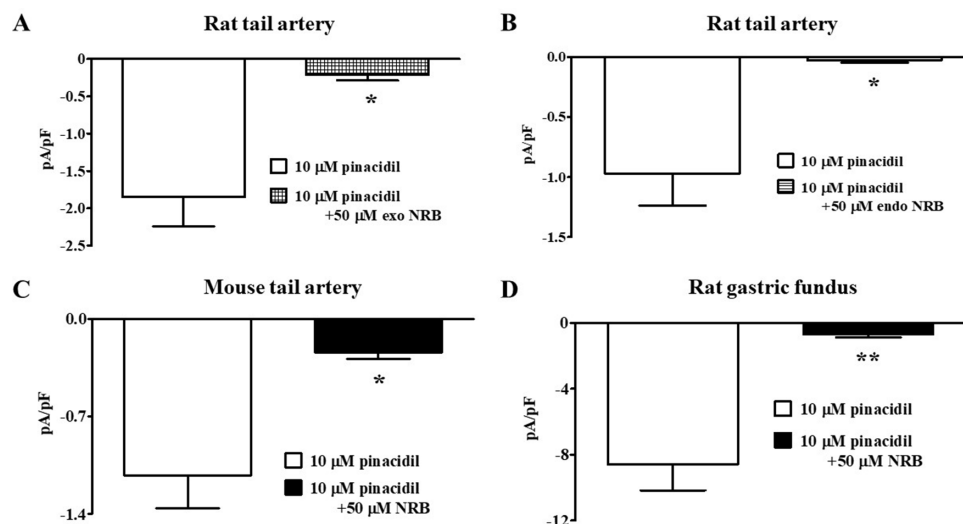 A
Rat tail artery
0
-0.5
-1.0
-1.5
-2.0
-2.5
pA/pF
*
10 µM pinacidil
10 µM pinacidil
+50 µM exo NRB
B
Rat tail artery
0.0
-0.5
-1.0
-1.5
pA/pF
*
10 µM pinacidil
10 µM pinacidil
+50 µM endo NRB
C
Mouse tail artery
0.0
-0.7
-1.4
pA/pF
*
10 µM pinacidil
10 µM pinacidil
+50 µM NRB
D
Rat gastric fundus
0
-4
-8
-12
pA/pF
**
10 µM pinacidil
10 µM pinacidil
+50 µM NRB